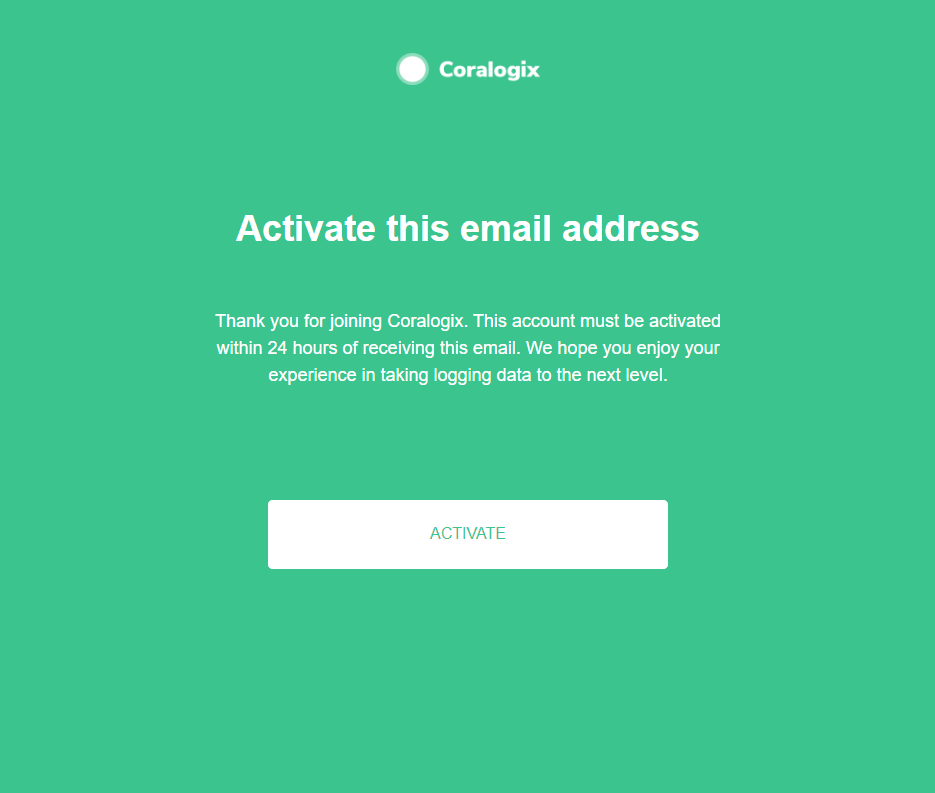 Coralogix
Activate this email address
Thank you for joining Coralogix. This account must be activated
within 24 hours of receiving this email. We hope you enjoy your
experience in taking logging data to the next level.
ACTIVATE